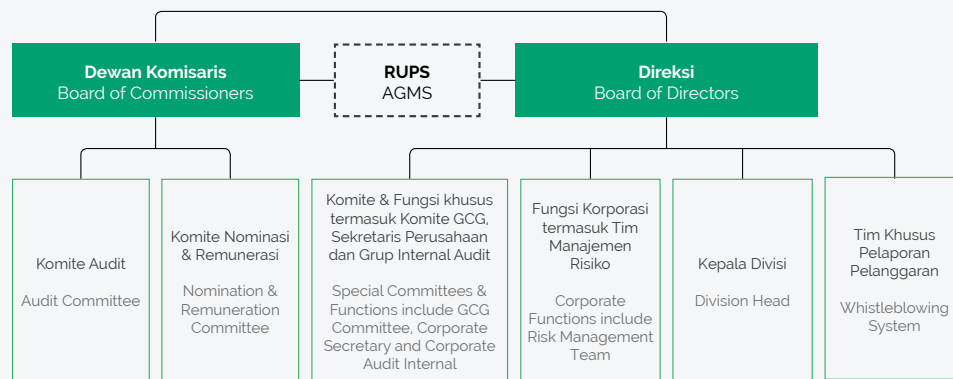 Dewan Komisaris
Board of Commissioners
RUPS
AGMS
Direksi
Board of Directors
Komite Audit
Audit Committee
Komite Nominasi
& Remunerasi
Nomination &
Remuneration
Committee
Komite & Fungsi khusus
termasuk Komite GCG,
Sekretaris Perusahaan
dan Grup Internal Audit
Special Committees &
Functions include GCG
Committee, Corporate
Secretary and Corporate
Audit Internal
Fungsi Korporasi
termasuk Tim
Manajemen
Risiko
Corporate
Functions include
Risk Management
Team
Kepala Divisi
Division Head
Tim Khusus
Pelaporan
Pelanggaran
Whistleblowing
System